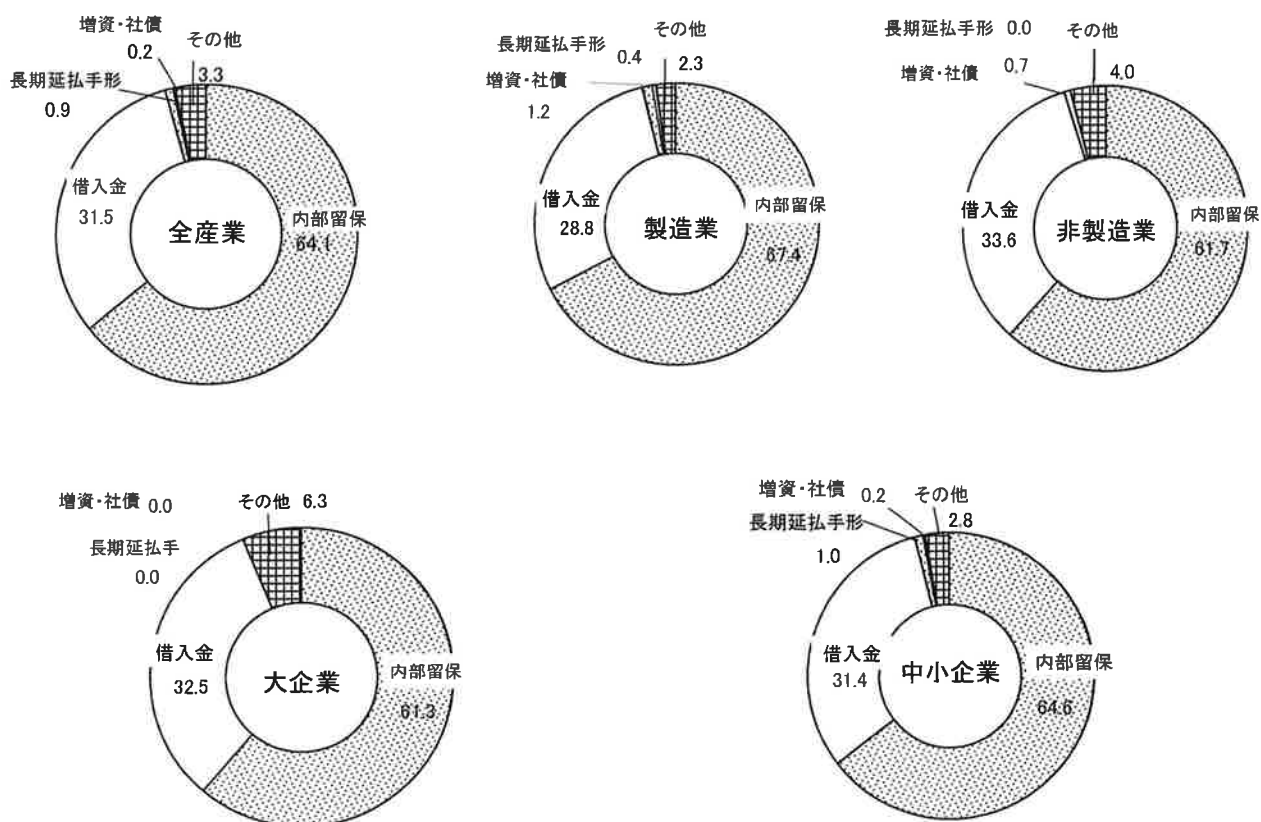 増資・社債
0.2
その他
3.3
長期延払手形
0.9
借入金
31.5
全産業
内部留保
64.1
長期延払手形
0.4
その他
2.3
増資・社債
1.2
借入金
28.8
製造業
内部留保
67.4
長期延払手形 0.0
その他
4.0
増資・社債
0.7
借入金
33.6
非製造業
内部留保
61.7
増資・社債 0.0
その他 6.3
長期延払手
0.0
借入金
32.5
大企業
内部留保
61.3
増資・社債 0.2
その他
2.8
長期延払手形
1.0
借入金
31.4
中小企業
内部留保
64.6